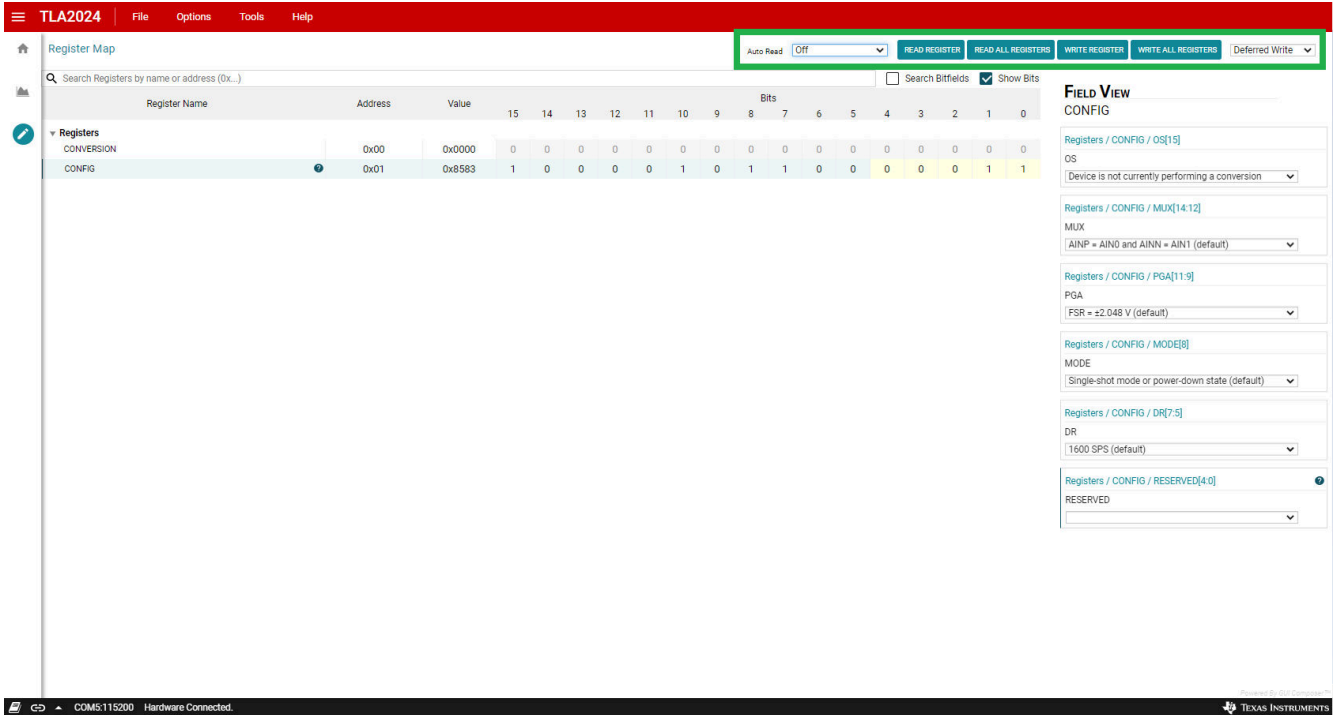 TLA2024 File Options Tools Help
Register Map
Auto Read Off READ REGISTER READ ALL REGISTERS WRITE REGISTER WRITE ALL REGISTERS Deferred Write
Search Registers by name or address (0x...) Search Bitfields Show Bits
Register Name Address Value Bits
15 14 13 12 11 10 9 8 7 6 5 4 3 2 1 0
Registers
CONVERSION 0x00 0x0000 0 0 0 0 0 0 0 0 0 0 0 0 0 0 0 0
CONFIG ? 0x01 0x8583 1 0 0 0 0 1 0 1 1 0 0 0 0 0 1 1
FIELD VIEW
CONFIG
Registers / CONFIG / OS[15]
OS
Device is not currently performing a conversion
Registers / CONFIG / MUX[14:12]
MUX
AINP = AIN0 and AINN = AIN1 (default)
Registers / CONFIG / PGA[11:9]
PGA
FSR = ±2.048 V (default)
Registers / CONFIG / MODE[8]
MODE
Single-shot mode or power-down state (default)
Registers / CONFIG / DR[7:5]
DR
1600 SPS (default)
Registers / CONFIG / RESERVED[4:0] ?
RESERVED
Powered By GUI Composer™
COM5:115200 Hardware Connected.
TEXAS INSTRUMENTS